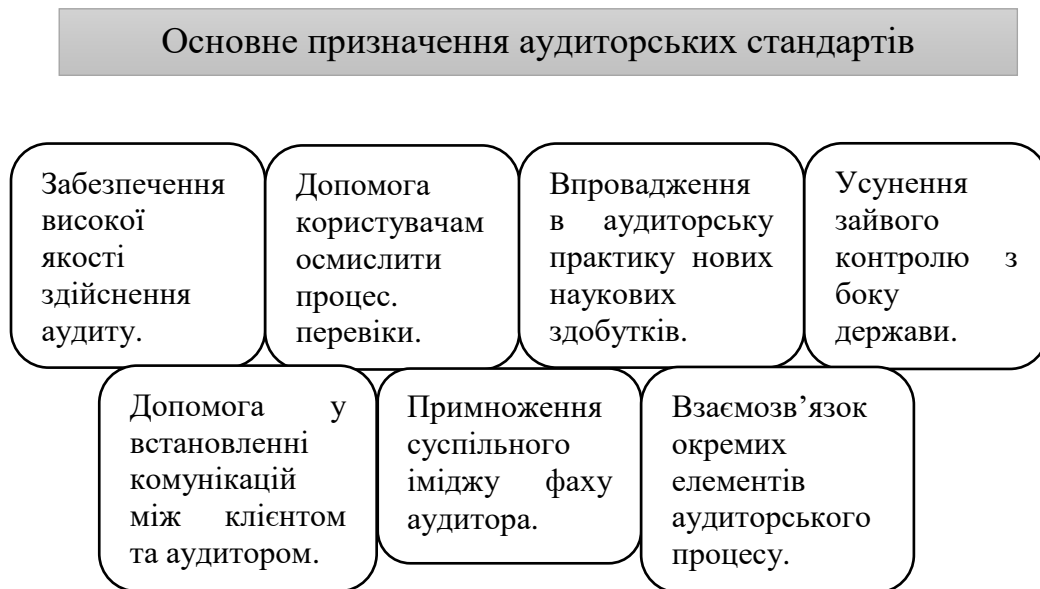 Основне призначення аудиторських стандартів
Забезпечення
високої
якості
здійснення
аудиту.
Допомога
користувачам
осмислити
процес.
перевіки.
Впровадження
в аудиторську
практику нових
наукових
здобутків.
Усунення
зайвого
контролю з
боку
держави.
Допомога у
встановленні
комунікацій
між клієнтом
та аудитором.
Примноження
суспільного
іміджу фаху
аудитора.
Взаємозв’язок
окремих
елементів
аудиторського
процесу.